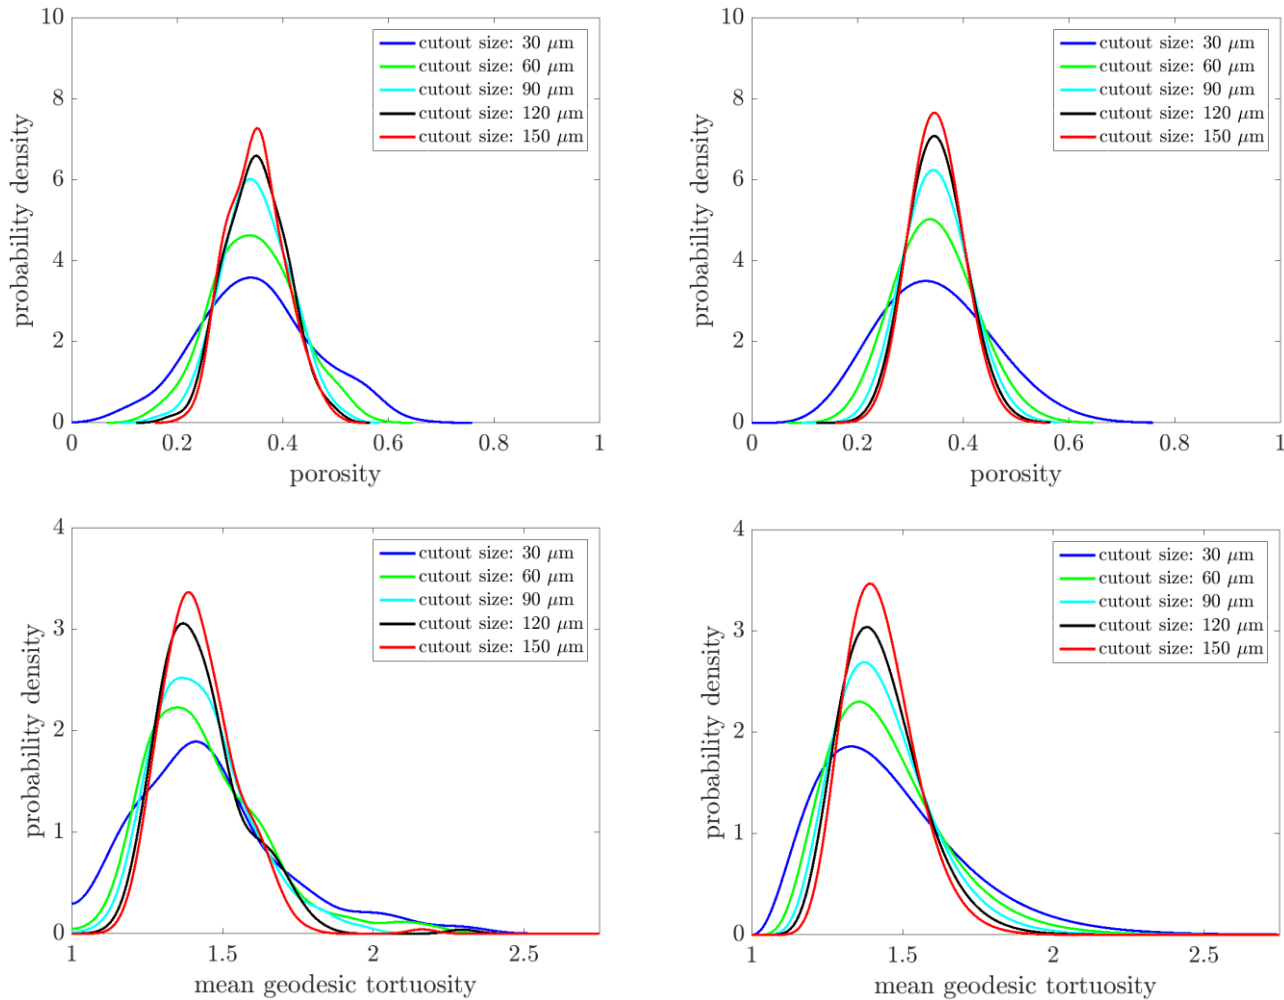 10
8
6
4
2
0
probability density
0
0.2
0.4
0.6
0.8
1
porosity
cutout size: 30 μm
cutout size: 60 μm
cutout size: 90 μm
cutout size: 120 μm
cutout size: 150 μm
10
8
6
4
2
0
probability density
0
0.2
0.4
0.6
0.8
1
porosity
cutout size: 30 μm
cutout size: 60 μm
cutout size: 90 μm
cutout size: 120 μm
cutout size: 150 μm
4
3
2
1
0
probability density
1
1.5
2
2.5
mean geodesic tortuosity
cutout size: 30 μm
cutout size: 60 μm
cutout size: 90 μm
cutout size: 120 μm
cutout size: 150 μm
4
3
2
1
0
probability density
1
1.5
2
2.5
mean geodesic tortuosity
cutout size: 30 μm
cutout size: 60 μm
cutout size: 90 μm
cutout size: 120 μm
cutout size: 150 μm